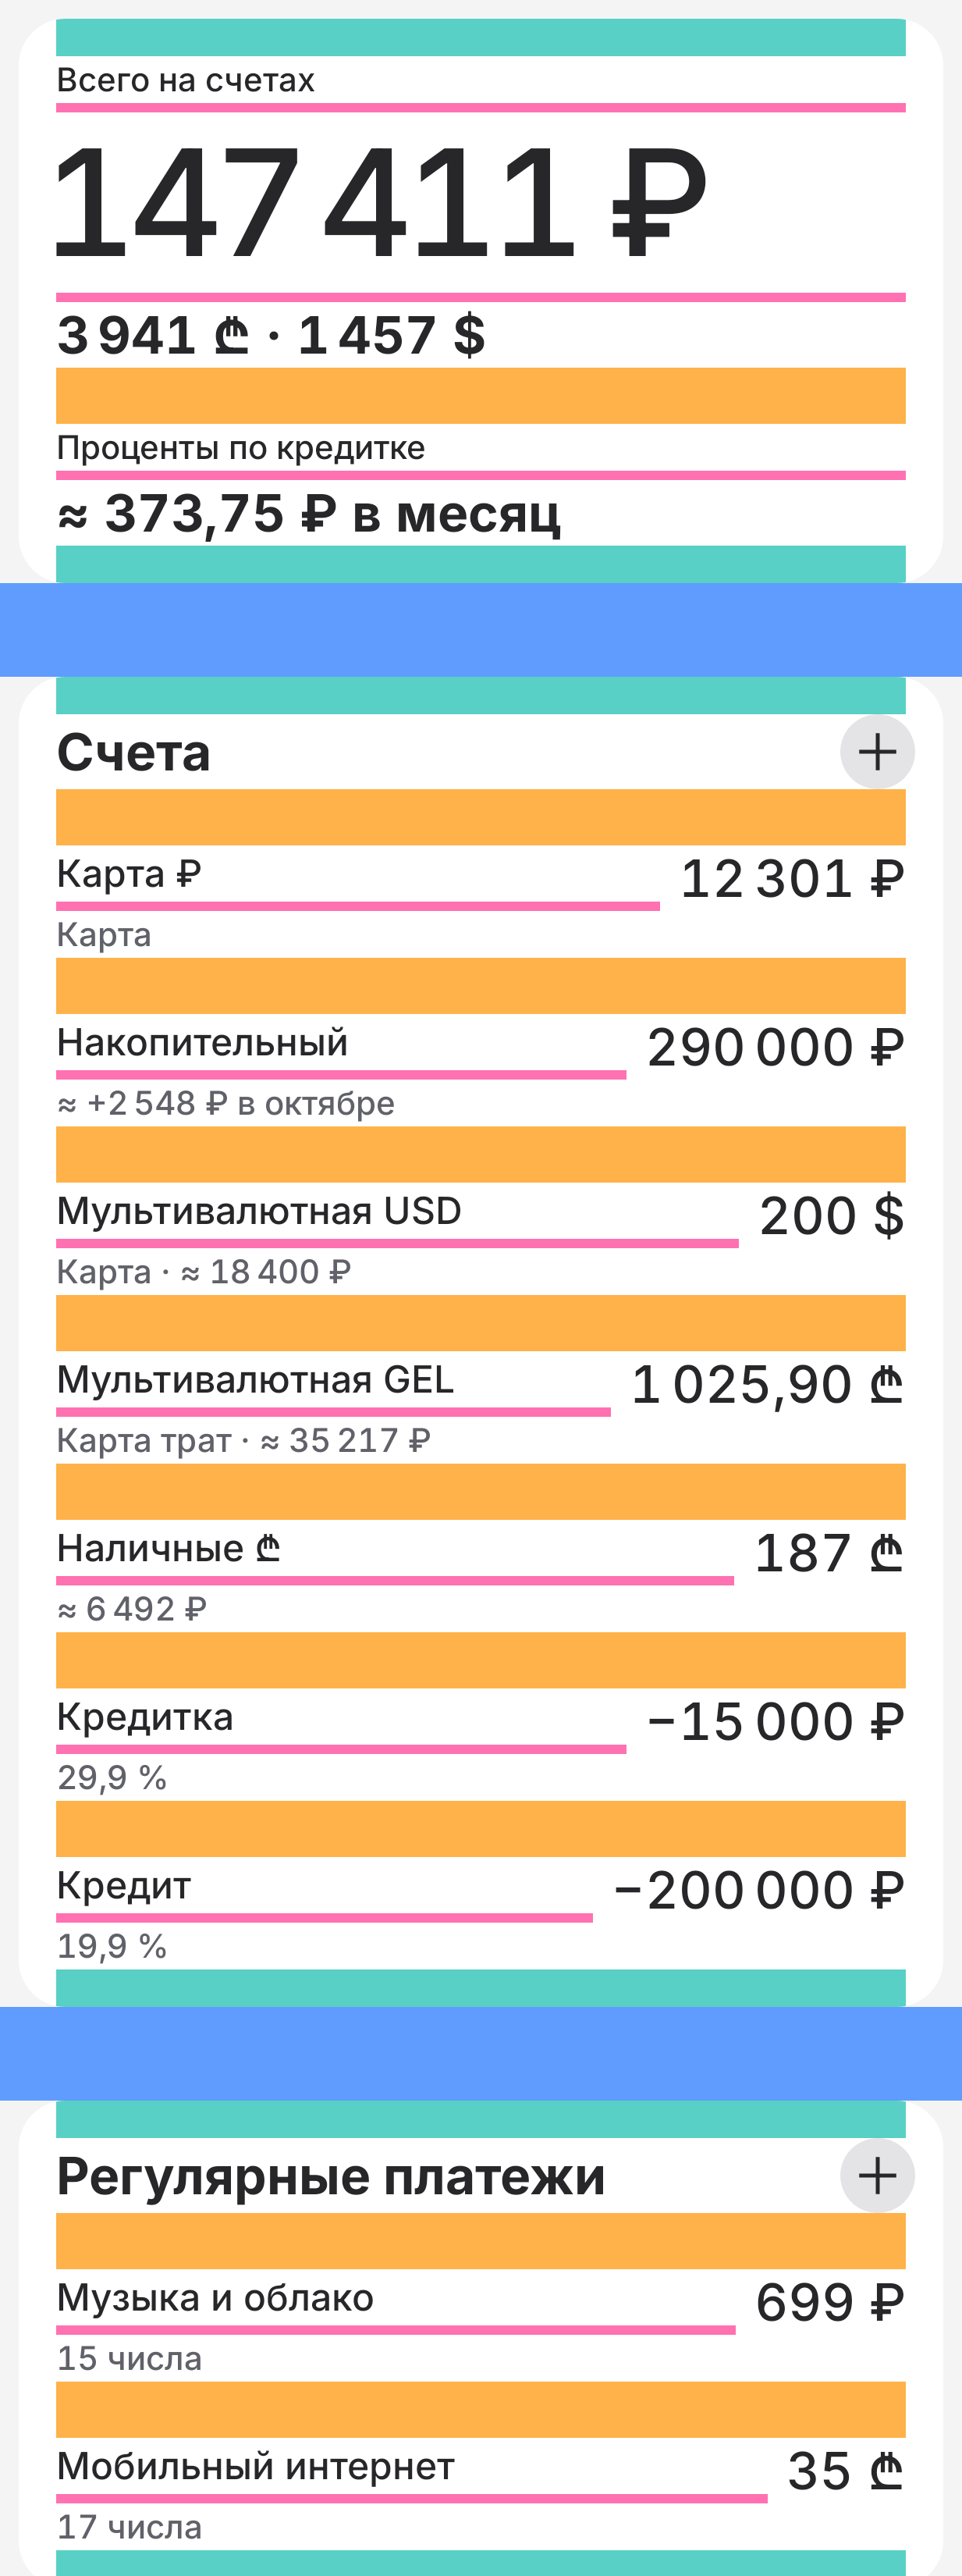 Всего на счетах
147 411 ₽
3 941 ₾ · 1 457 $
Проценты по кредитке
≈ 373,75 ₽ в месяц
Счета
Карта ₽ 12 301 ₽
Карта
Накопительный 290 000 ₽
≈ +2 548 ₽ в октябре
Мультивалютная USD 200 $
Карта · ≈ 18 400 ₽
Мультивалютная GEL 1 025,90 ₾
Карта трат · ≈ 35 217 ₽
Наличные ₾ 187 ₾
≈ 6 492 ₽
Кредитка −15 000 ₽
29,9 %
Кредит −200 000 ₽
19,9 %
Регулярные платежи
Музыка и облако 699 ₽
15 числа
Мобильный интернет 35 ₾
17 числа